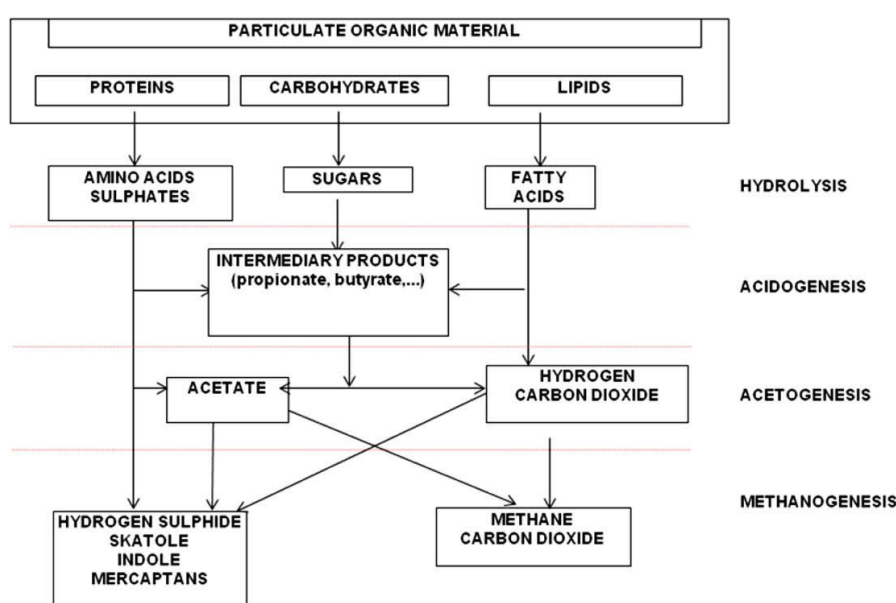 PARTICULATE ORGANIC MATERIAL
PROTEINS
CARBOHYDRATES
LIPIDS
AMINO ACIDS
SULPHATES
SUGARS
FATTY
ACIDS
HYDROLYSIS
INTERMEDIARY PRODUCTS
(propionate, butyrate,...)
ACIDOGENESIS
ACETATE
HYDROGEN
CARBON DIOXIDE
ACETOGENESIS
HYDROGEN SULPHIDE
SKATOLE
INDOLE
MERCAPTANS
METHANE
CARBON DIOXIDE
METHANOGENESIS